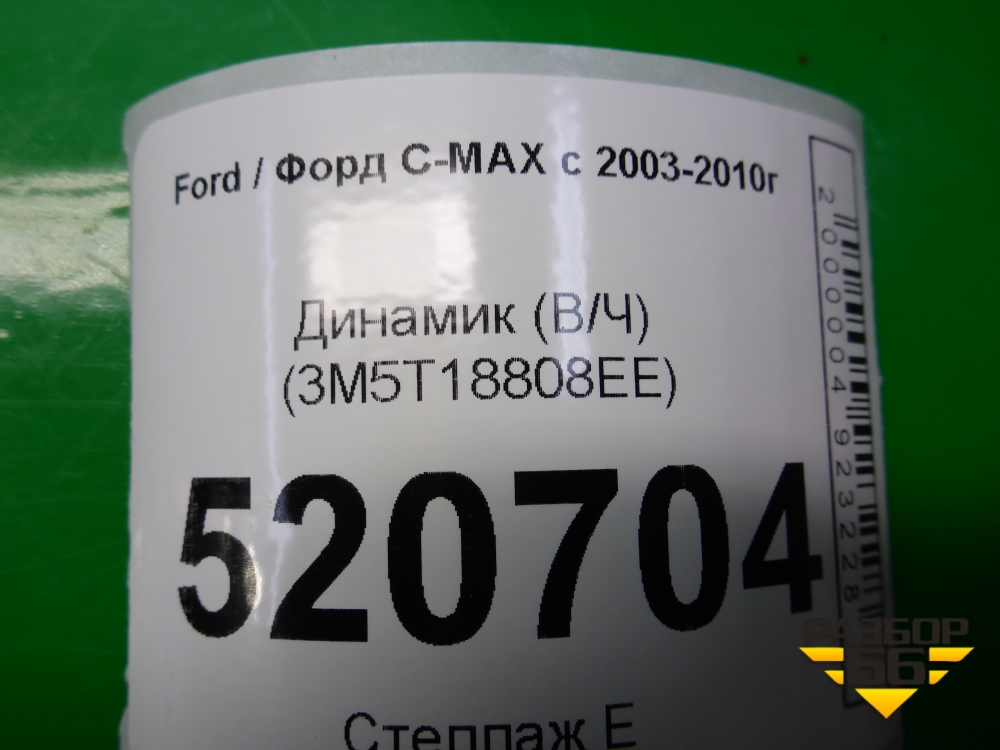 Ford / Форд C-MAX с 2003-2010г
Динамик (В/Ч)
(3M5T18808EE)
520704
Стеллаж Е
2000004923228
РАЗБОР
66